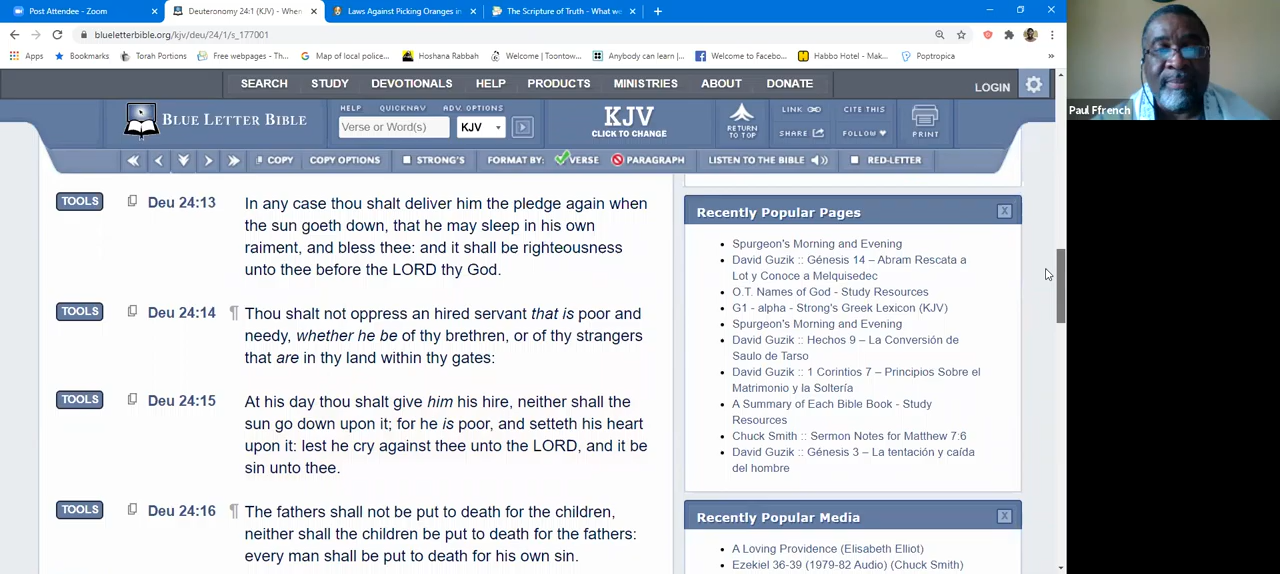 Post Attendee - Zoom
Deuteronomy 24:1 (KJV) - When
Laws Against Picking Oranges in
The Scripture of Truth - What we
blueletterbible.org/kjv/deu/24/1/s_177001
Apps
Bookmarks
Torah Portions
Free webpages - Th...
Map of local police...
Hoshana Rabbah
Welcome | Toontow...
Anybody can learn |...
Welcome to Facebo...
Habbo Hotel - Mak...
Poptropica
»
SEARCH STUDY DEVOTIONALS HELP PRODUCTS MINISTRIES ABOUT DONATE
LOGIN
BLUE LETTER BIBLE
HELP QUICKNAV ADV. OPTIONS
Verse or Word(s)
KJV
KJV
CLICK TO CHANGE
RETURN
TO TOP
LINK
CITE THIS
SHARE
FOLLOW
PRINT
COPY
COPY OPTIONS
STRONG'S
FORMAT BY:
VERSE
PARAGRAPH
LISTEN TO THE BIBLE
RED-LETTER
TOOLS
Deu 24:13
In any case thou shalt deliver him the pledge again when
the sun goeth down, that he may sleep in his own
raiment, and bless thee: and it shall be righteousness
unto thee before the LORD thy God.
TOOLS
Deu 24:14
¶ Thou shalt not oppress an hired servant that is poor and
needy, whether he be of thy brethren, or of thy strangers
that are in thy land within thy gates:
TOOLS
Deu 24:15
At his day thou shalt give him his hire, neither shall the
sun go down upon it; for he is poor, and setteth his heart
upon it: lest he cry against thee unto the LORD, and it be
sin unto thee.
TOOLS
Deu 24:16
¶ The fathers shall not be put to death for the children,
neither shall the children be put to death for the fathers:
every man shall be put to death for his own sin.
Recently Popular Pages
X
Spurgeon's Morning and Evening
David Guzik :: Génesis 14 – Abram Rescata a
Lot y Conoce a Melquisedec
O.T. Names of God - Study Resources
G1 - alpha - Strong's Greek Lexicon (KJV)
Spurgeon's Morning and Evening
David Guzik :: Hechos 9 – La Conversión de
Saulo de Tarso
David Guzik :: 1 Corintios 7 – Principios Sobre el
Matrimonio y la Soltería
A Summary of Each Bible Book - Study
Resources
Chuck Smith :: Sermon Notes for Matthew 7:6
David Guzik :: Génesis 3 – La tentación y caída
del hombre
Recently Popular Media
X
A Loving Providence (Elisabeth Elliot)
Ezekiel 36-39 (1979-82 Audio) (Chuck Smith)
Paul Ffrench